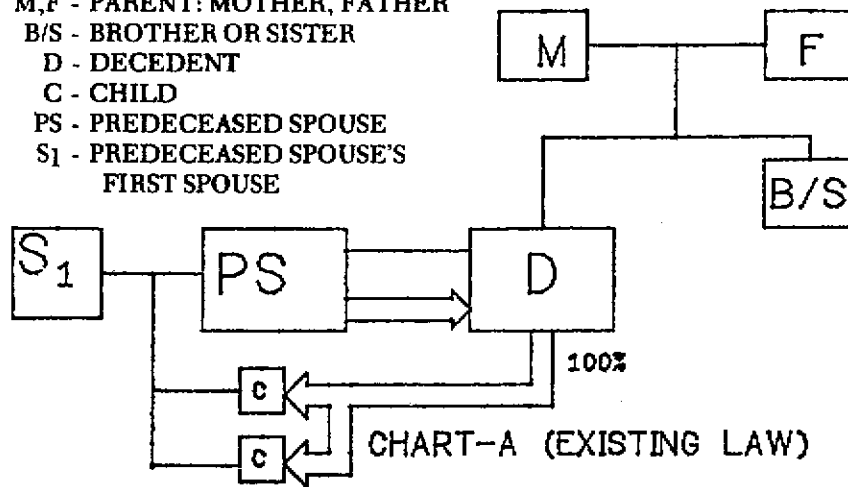 M,F - PARENT: MOTHER, FATHER
B/S - BROTHER OR SISTER
D - DECEDENT
C - CHILD
PS - PREDECEASED SPOUSE
S1 - PREDECEASED SPOUSE'S
FIRST SPOUSE
M
F
B/S
S1
PS
D
100%
C
C
CHART-A (EXISTING LAW)